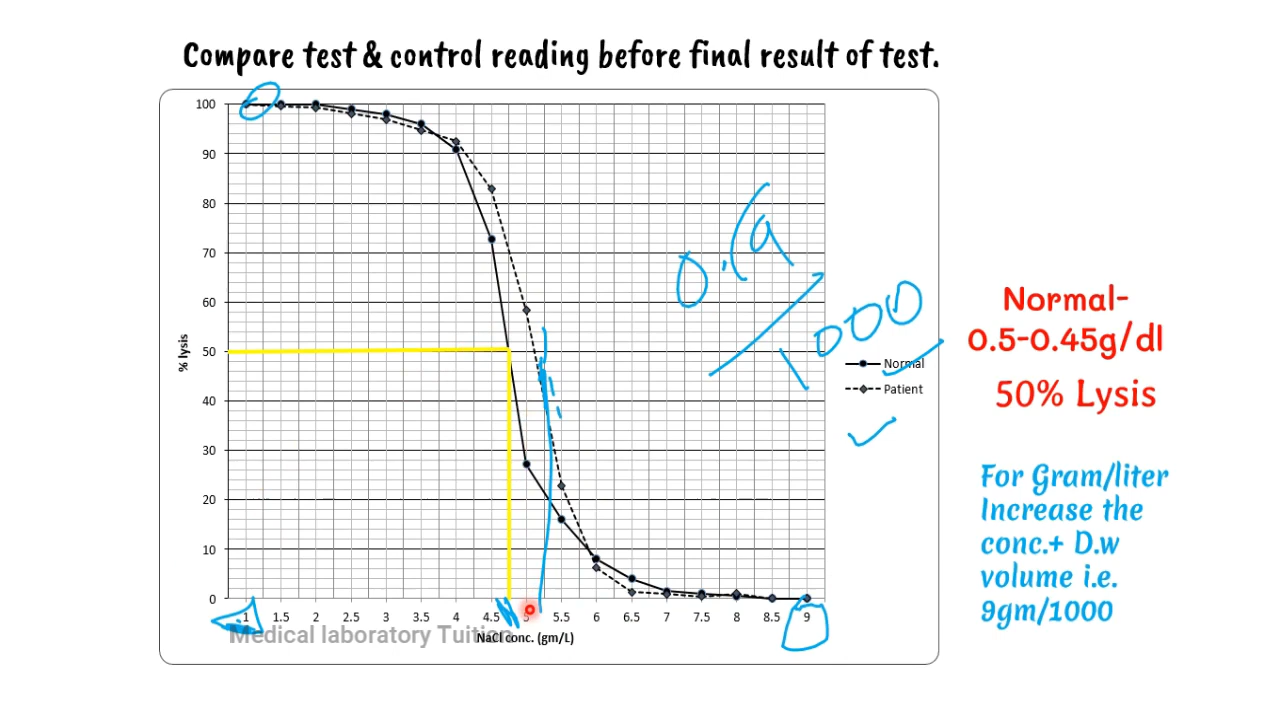 Compare test & control reading before final result of test.
100
90
80
70
60
50
40
30
20
10
0
% lysis
1 1.5 2 2.5 3 3.5 4 4.5 5 5.5 6 6.5 7 7.5 8 8.5 9
NaCl conc. (gm/L)
Medical laboratory Tuition
Normal
Patient
1000
Normal-
0.5-0.45g/dl
50% Lysis
For Gram/liter
Increase the
conc.+ D.w
volume i.e.
9gm/1000